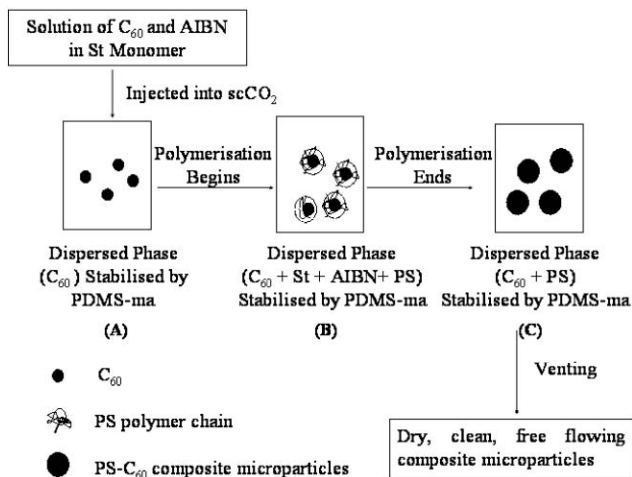 Solution of C₆₀ and AIBN
in St Monomer
Injected into scCO₂
Polymerisation
Begins
Polymerisation
Ends
Dispersed Phase
(C₆₀ ) Stabilised by
PDMS-ma
(A)
Dispersed Phase
(C₆₀ + St + AIBN+ PS)
Stabilised by PDMS-ma
(B)
Dispersed Phase
(C₆₀ + PS)
Stabilised by PDMS-ma
(C)
C₆₀
PS polymer chain
PS-C₆₀ composite microparticles
Venting
Dry, clean, free flowing
composite microparticles